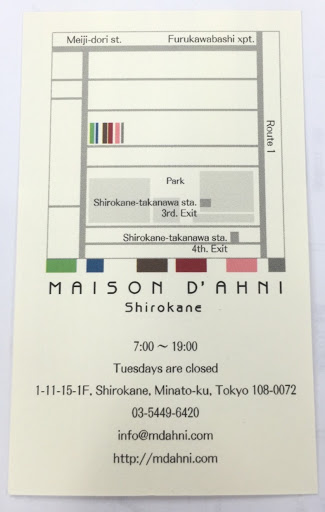 Meiji-dori st. Furukawabashi xpt.
Route 1
Park
Shirokane-takanawa sta.
3rd. Exit
Shirokane-takanawa sta.
4th. Exit
MAISON D'AHNI
Shirokane
7:00 ～ 19:00
Tuesdays are closed
1-11-15-1F, Shirokane, Minato-ku, Tokyo 108-0072
03-5449-6420
info@mdahni.com
http://mdahni.com